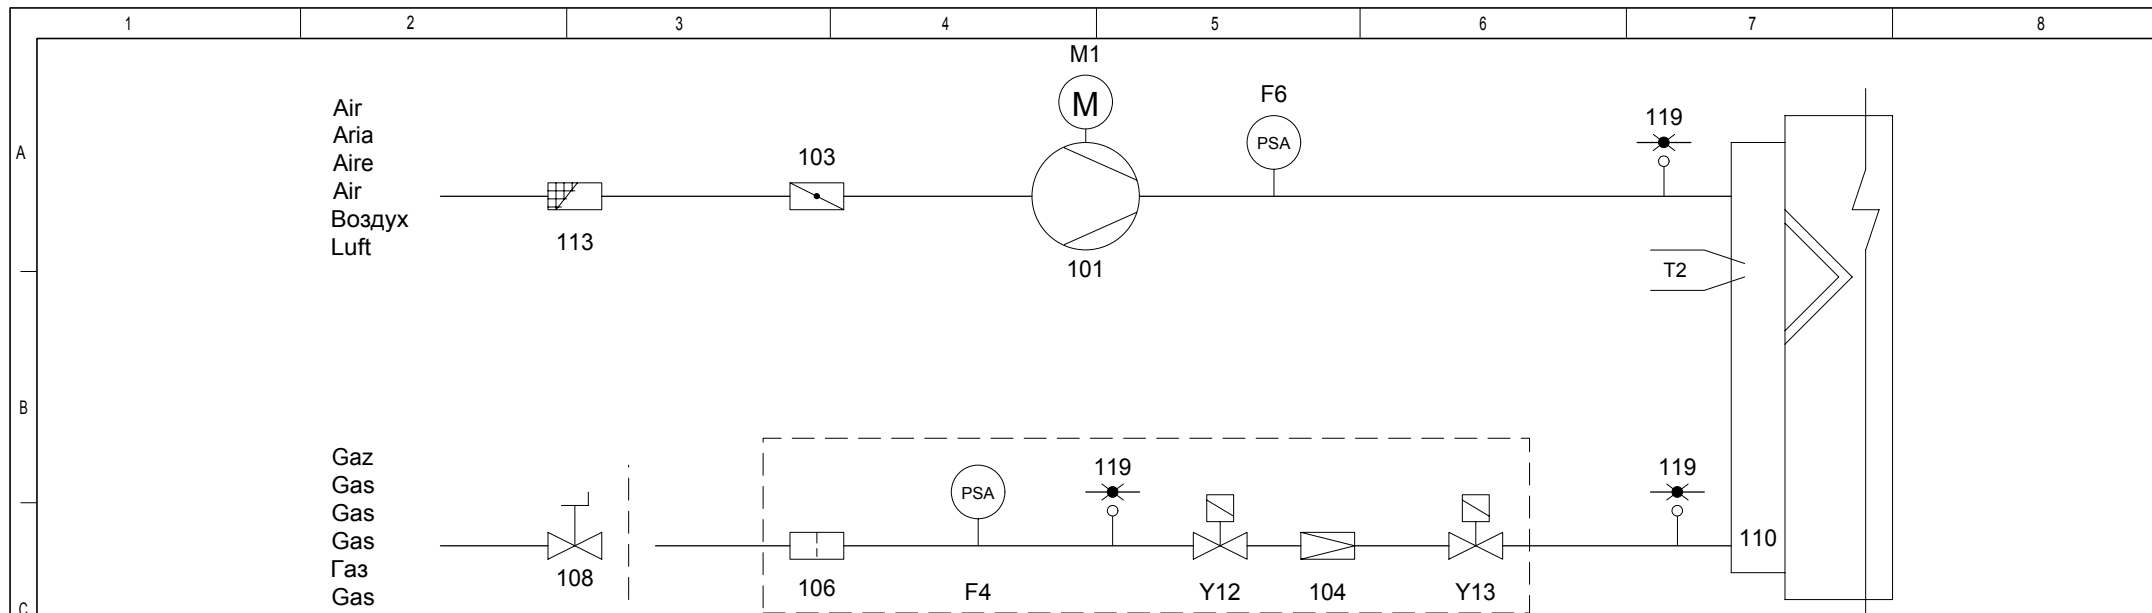 1 2 3 4 5 6 7 8
M1
M
F6
PSA
119
A
Air
Aria
Aire
Air
Воздух
Luft
103
113
101
T2
B
Gaz
Gas
Gas
Gas
Газ
Gas
PSA
119
119
110
108
106
F4
Y12
104
Y13
C